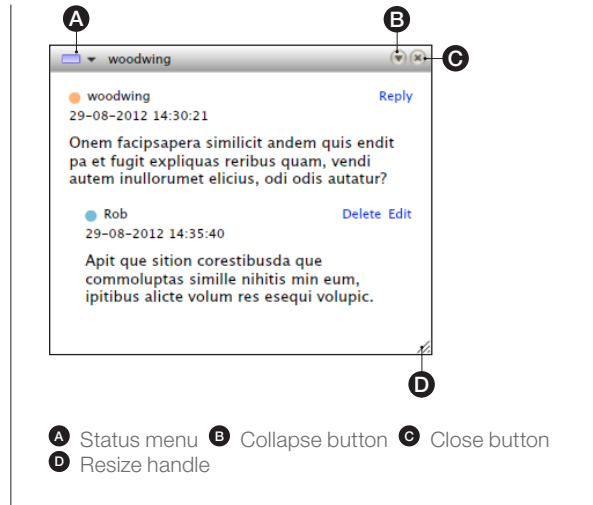 A B
C
woodwing
woodwing Reply
29-08-2012 14:30:21
Onem facipsapera similicit andem quis endit
pa et fugit expliquas reribus quam, vendi
autem inullorumet elicius, odi odis autatur?
Rob Delete Edit
29-08-2012 14:35:40
Apit que sition corestibusda que
commoluptas simille nihitis min eum,
ipitibus alicte volum res esequi volupic.
D
A Status menu B Collapse button C Close button
D Resize handle